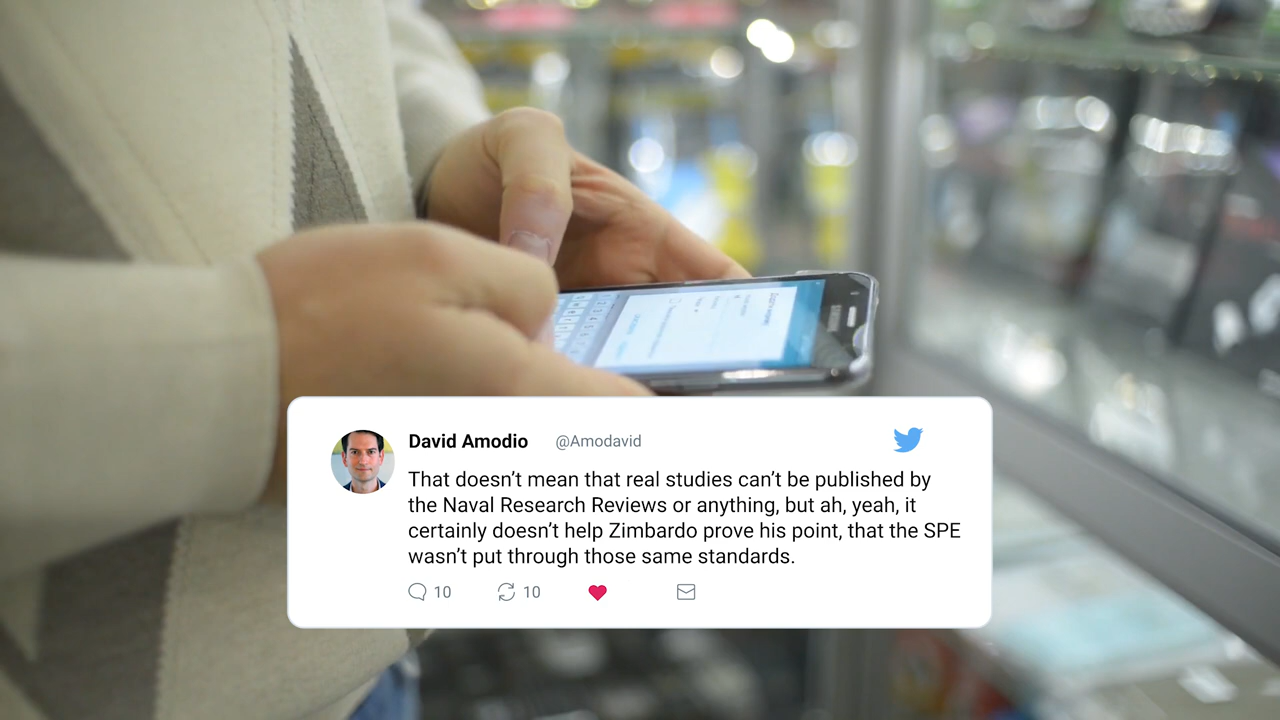 SAMSUNG
David Amodio @Amodavid
That doesn’t mean that real studies can’t be published by
the Naval Research Reviews or anything, but ah, yeah, it
certainly doesn’t help Zimbardo prove his point, that the SPE
wasn’t put through those same standards.
10 10